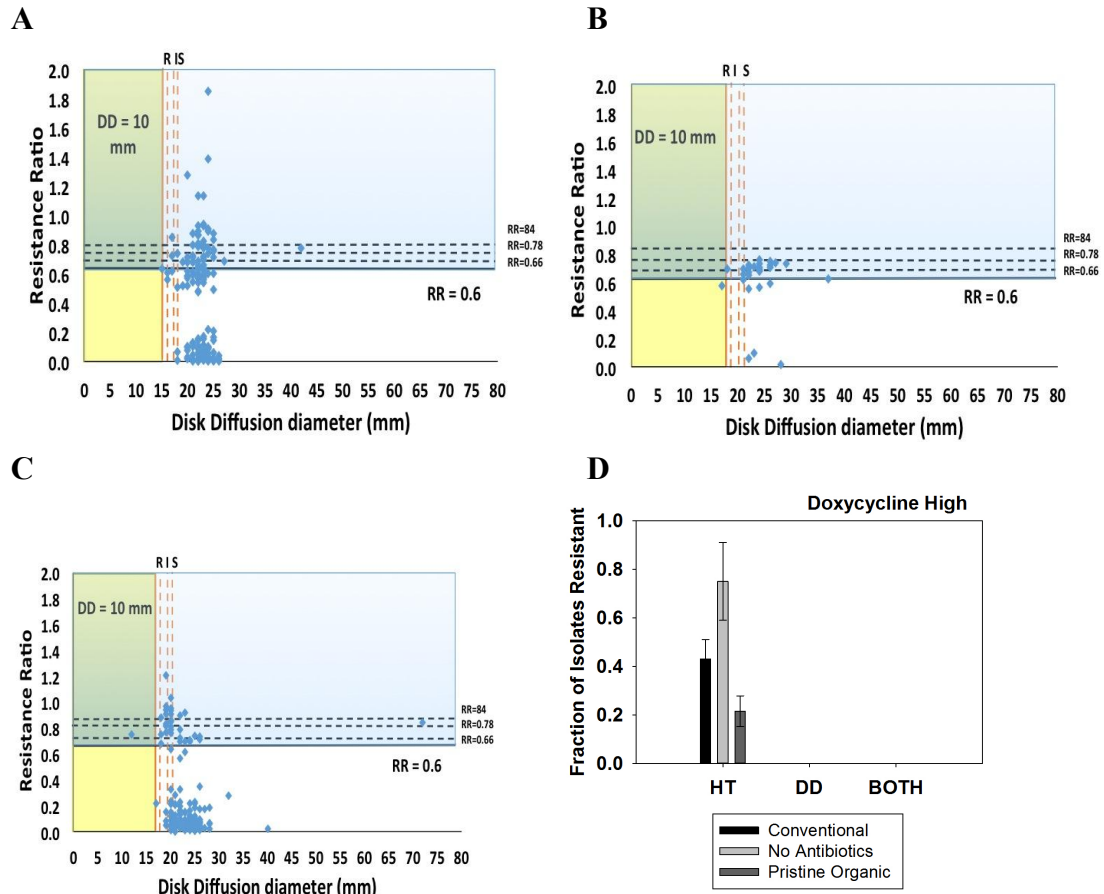 A
R IS
2.0
1.8
1.6
1.4
1.2
1.0
0.8
0.6
0.4
0.2
0.0
Resistance Ratio
DD = 10
mm
RR=84
RR=0.78
RR=0.66
RR = 0.6
0 5 10 15 20 25 30 35 40 45 50 55 60 65 70 75 80
Disk Diffusion diameter (mm)
B
R I S
2.0
1.8
1.6
1.4
1.2
1.0
0.8
0.6
0.4
0.2
0.0
Resistance Ratio
DD = 10 mm
RR=84
RR=0.78
RR=0.66
RR = 0.6
0 5 10 15 20 25 30 35 40 45 50 55 60 65 70 75 80
Disk Diffusion diameter (mm)
C
R I S
2.0
1.8
1.6
1.4
1.2
1.0
0.8
0.6
0.4
0.2
0.0
Resistance Ratio
DD = 10 mm
RR=84
RR=0.78
RR=0.66
RR = 0.6
0 5 10 15 20 25 30 35 40 45 50 55 60 65 70 75 80
Disk Diffusion diameter (mm)
D
Doxycycline High
1.0
0.8
0.6
0.4
0.2
0.0
Fraction of Isolates Resistant
HT DD BOTH
Conventional
No Antibiotics
Pristine Organic